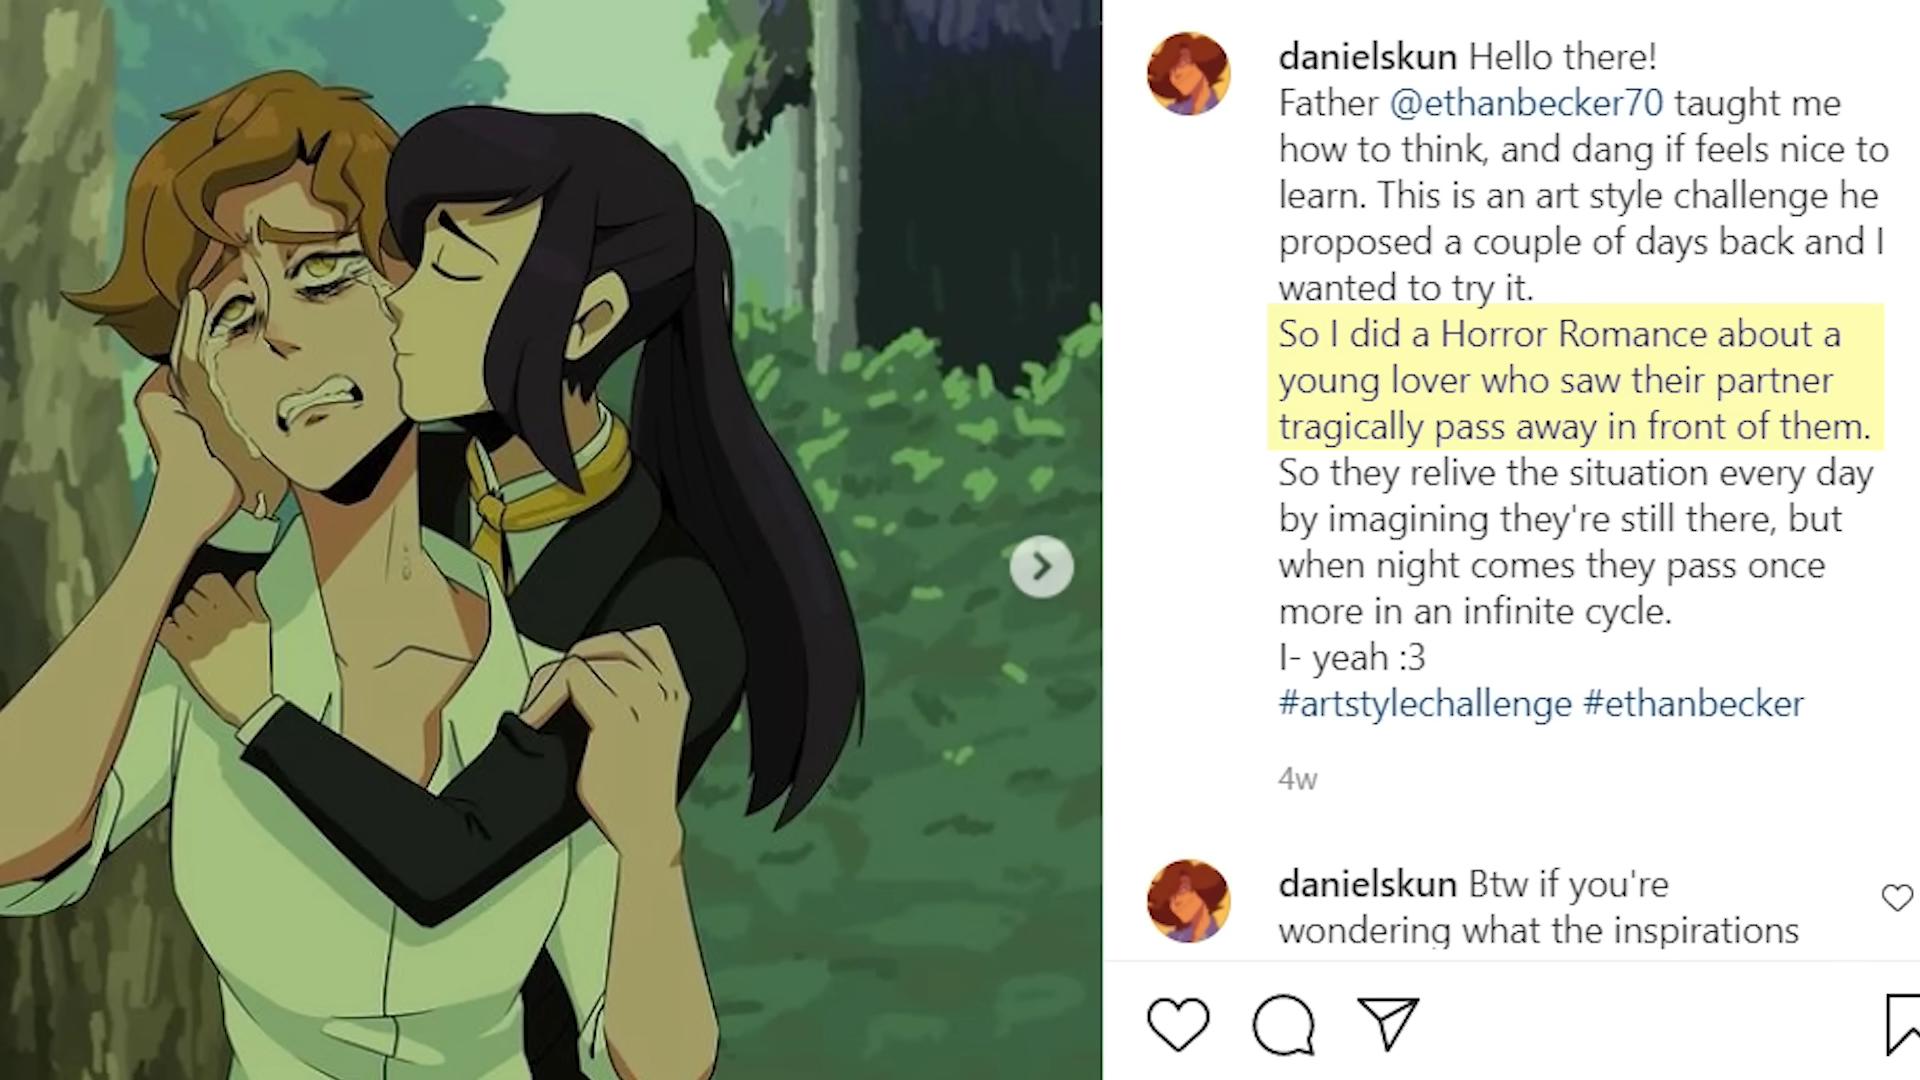 danielskun Hello there!
Father @ethanbecker70 taught me
how to think, and dang if feels nice to
learn. This is an art style challenge he
proposed a couple of days back and I
wanted to try it.
So I did a Horror Romance about a
young lover who saw their partner
tragically pass away in front of them.
So they relive the situation every day
by imagining they're still there, but
when night comes they pass once
more in an infinite cycle.
I- yeah :3
#artstylechallenge #ethanbecker
4w
danielskun Btw if you're
wondering what the inspirations